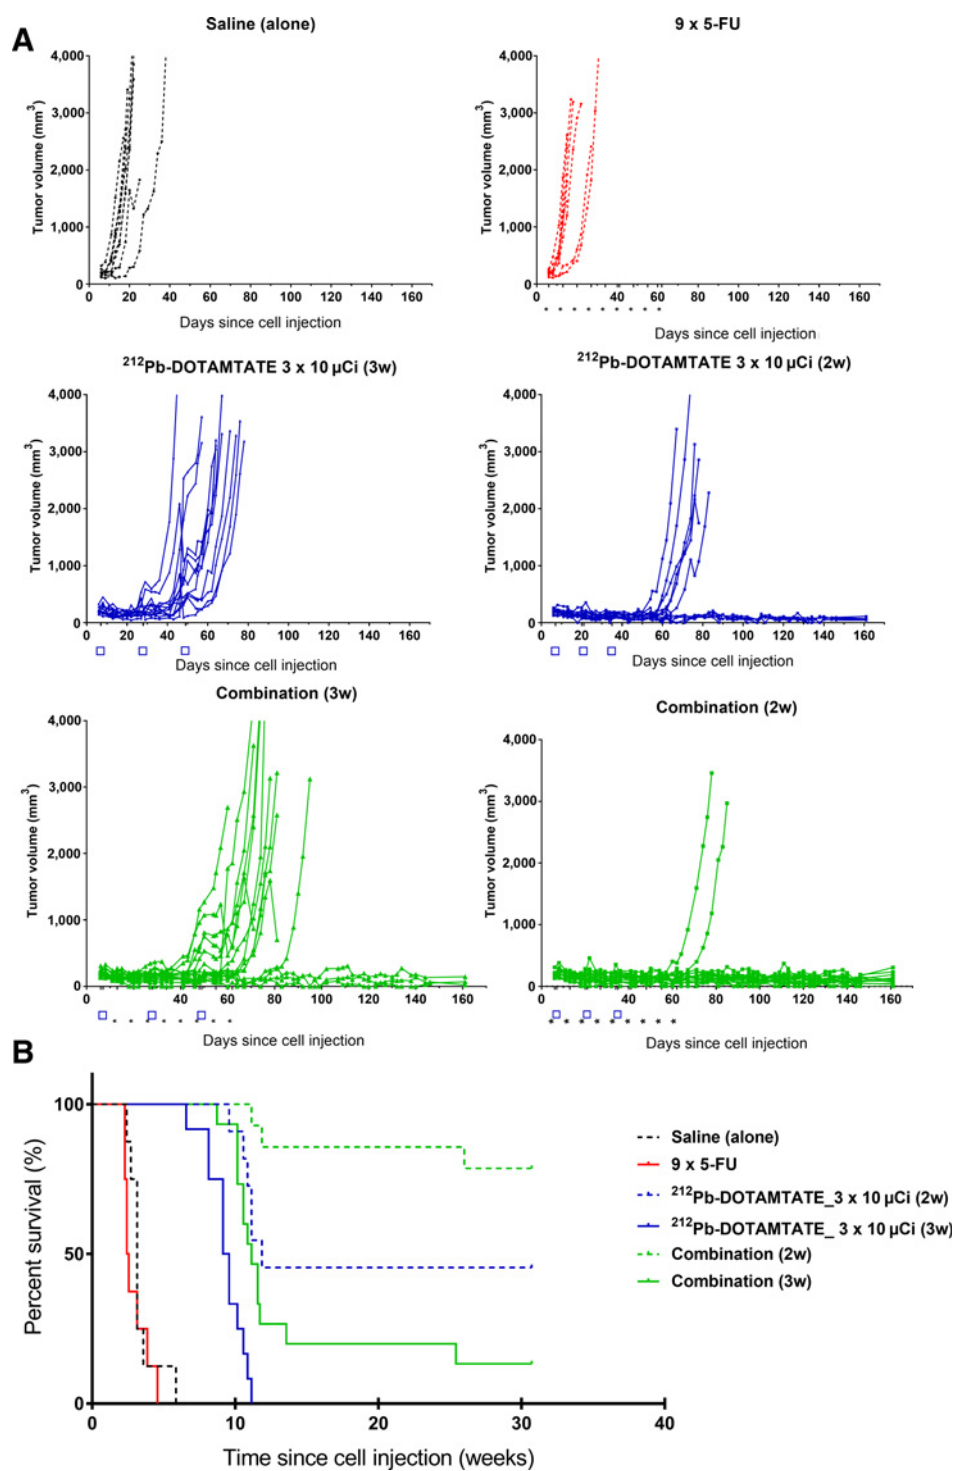 A
Saline (alone)
9 x 5-FU
Tumor volume (mm³)
4,000
3,000
2,000
1,000
0
0 20 40 60 80 100 120 140 160
Days since cell injection
Tumor volume (mm³)
4,000
3,000
2,000
1,000
0
0 20 40 60 80 100 120 140 160
* * * * * * * * *
Days since cell injection
²¹²Pb-DOTAMTATE 3 x 10 µCi (3w)
²¹²Pb-DOTAMTATE 3 x 10 µCi (2w)
Tumor volume (mm³)
4,000
3,000
2,000
1,000
0
0 20 40 60 80 100 120 140 160
Days since cell injection
Tumor volume (mm³)
4,000
3,000
2,000
1,000
0
0 20 40 60 80 100 120 140 160
Days since cell injection
Combination (3w)
Combination (2w)
Tumor volume (mm³)
4,000
3,000
2,000
1,000
0
0 20 40 60 80 100 120 140 160
Days since cell injection
Tumor volume (mm³)
4,000
3,000
2,000
1,000
0
0 20 40 60 80 100 120 140 160
Days since cell injection
B
Percent survival (%)
100
50
0
0 10 20 30 40
Time since cell injection (weeks)
Saline (alone)
9 x 5-FU
²¹²Pb-DOTAMTATE_3 x 10 µCi (2w)
²¹²Pb-DOTAMTATE_ 3 x 10 µCi (3w)
Combination (2w)
Combination (3w)